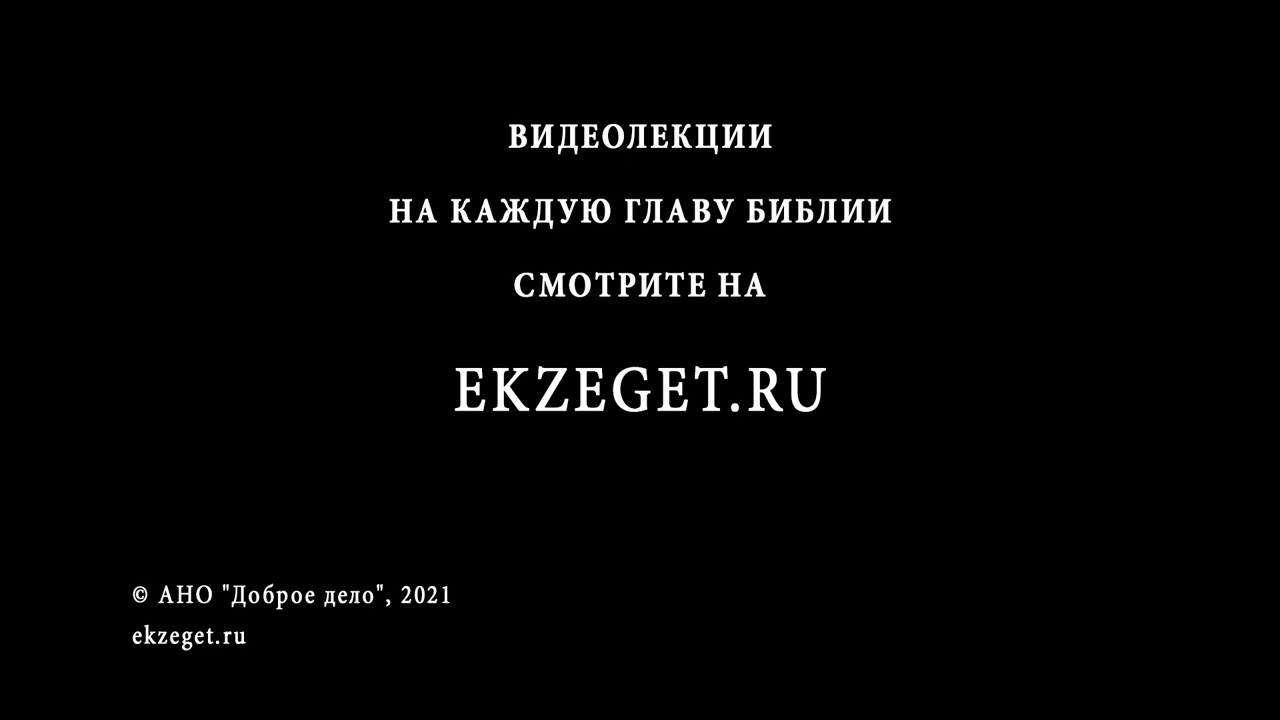 ВИДЕОЛЕКЦИИ
НА КАЖДУЮ ГЛАВУ БИБЛИИ
СМОТРИТЕ НА
EKZEGET.RU
© АНО "Доброе дело", 2021
ekzeget.ru